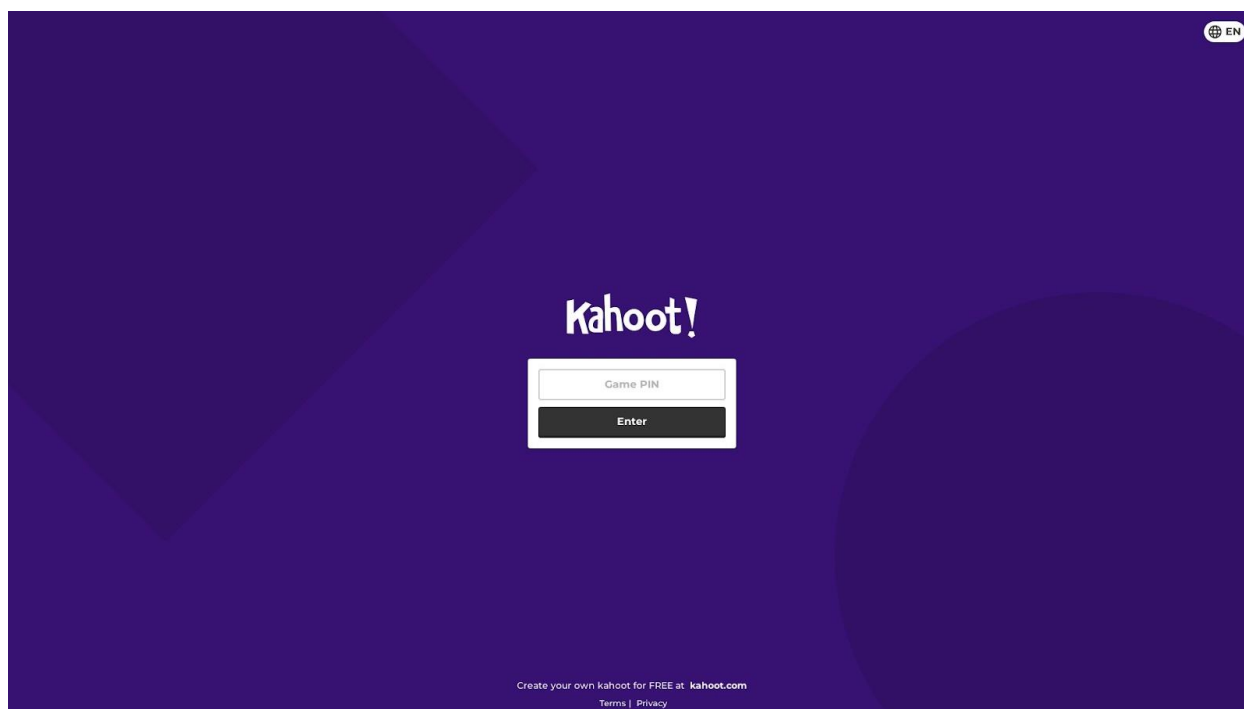 EN
Kahoot!
Game PIN
Enter
Create your own kahoot for FREE at kahoot.com
Terms | Privacy